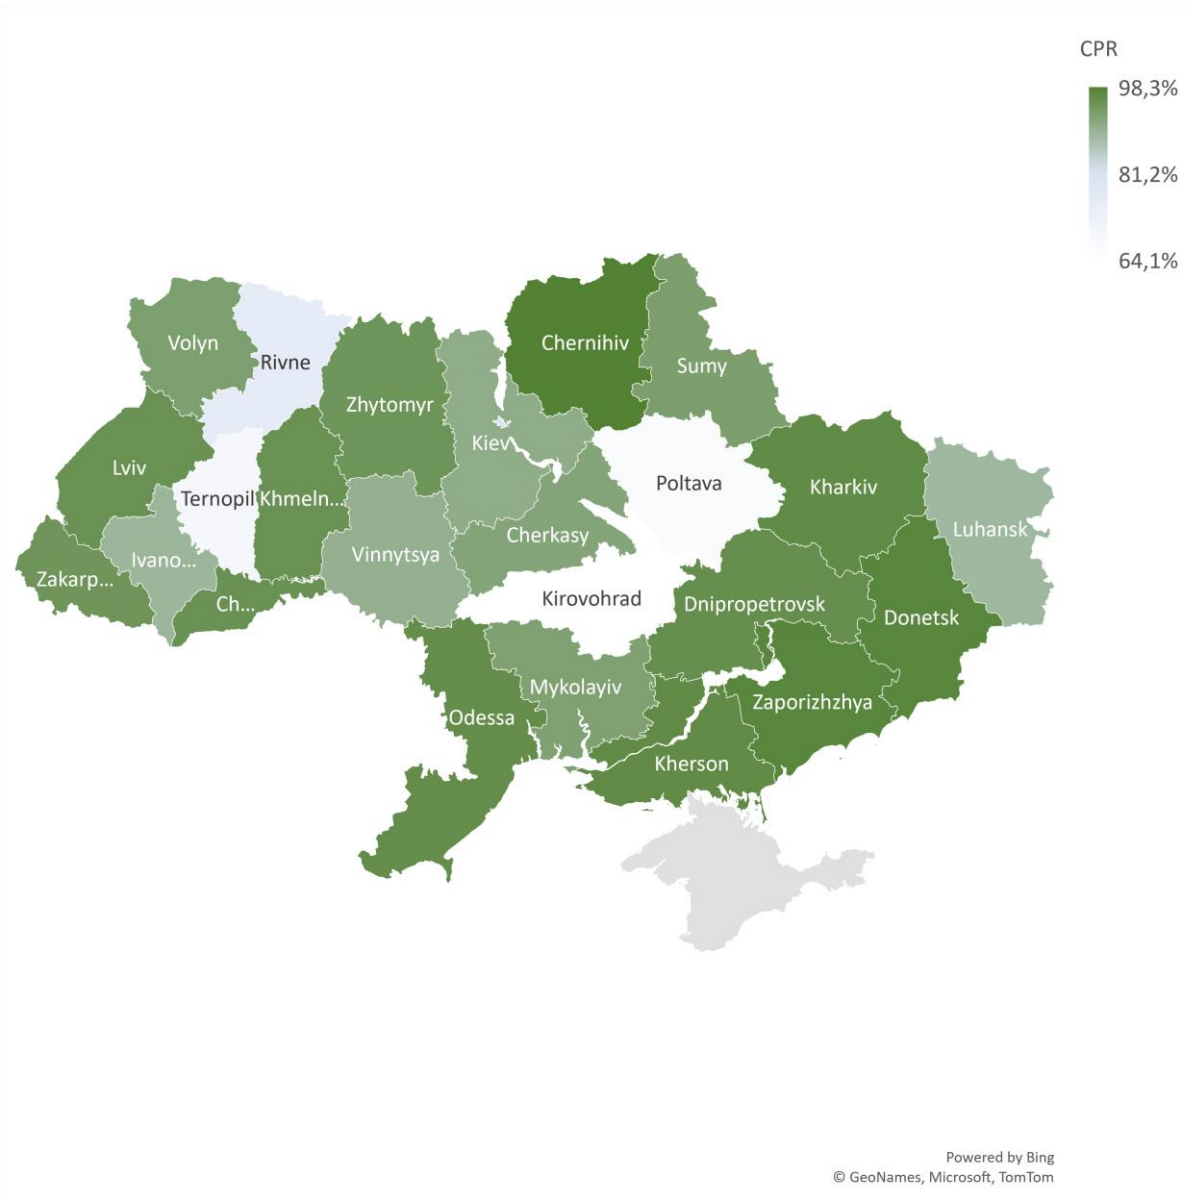 CPR
98,3%
81,2%
64,1%
Chernihiv
Volyn
Rivne
Sumy
Zhytomyr
Kiev
Lviv
Poltava
Kharkiv
Ternopil
Khmeln...
Luhansk
Cherkasy
Vinnytsya
Ivano...
Zakarp...
Ch...
Kirovohrad
Dnipropetrovsk
Donetsk
Mykolayiv
Zaporizhzhya
Odessa
Kherson
Powered by Bing
© GeoNames, Microsoft, TomTom